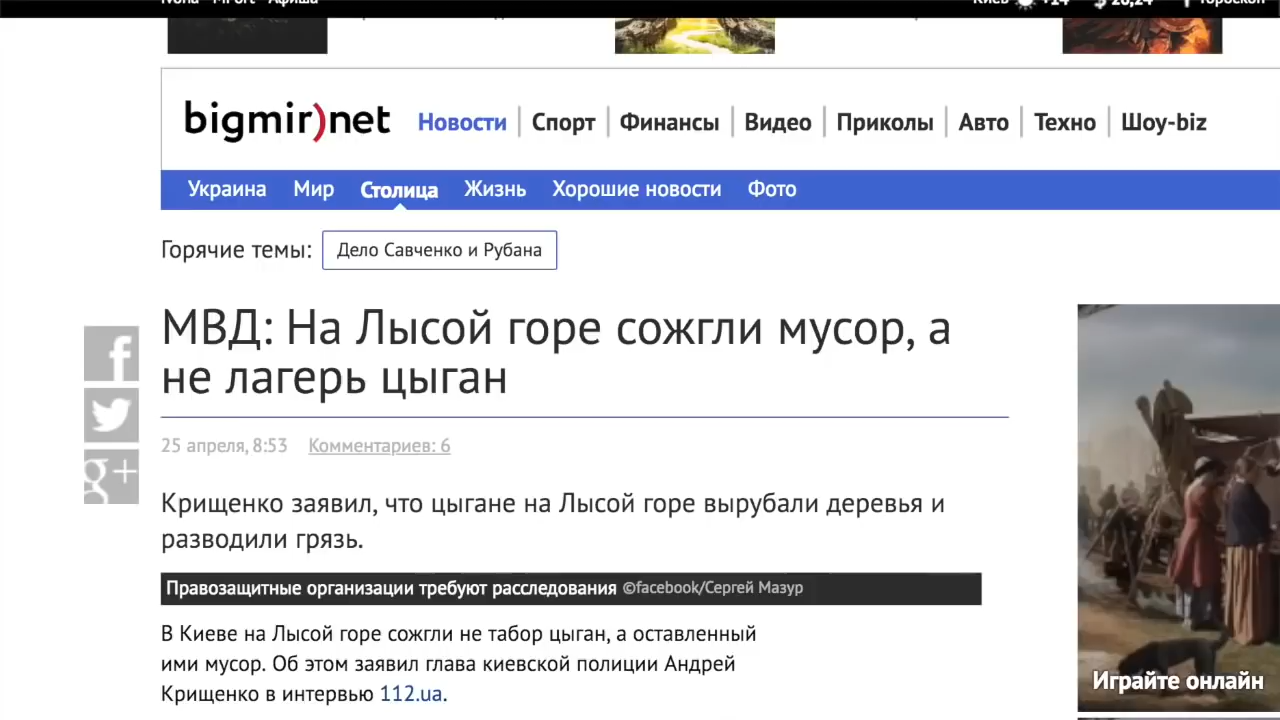 bigmir)net Новости Спорт Финансы Видео Приколы Авто Техно Шоу-biz
Украина Мир Столица Жизнь Хорошие новости Фото
Горячие темы: Дело Савченко и Рубана
МВД: На Лысой горе сожгли мусор, а
не лагерь цыган
25 апреля, 8:53 Комментариев: 6
Крищенко заявил, что цыгане на Лысой горе вырубали деревья и
разводили грязь.
Правозащитные организации требуют расследования ©facebook/Сергей Мазур
В Киеве на Лысой горе сожгли не табор цыган, а оставленный
ими мусор. Об этом заявил глава киевской полиции Андрей
Крищенко в интервью 112.ua.
Играйте онлайн